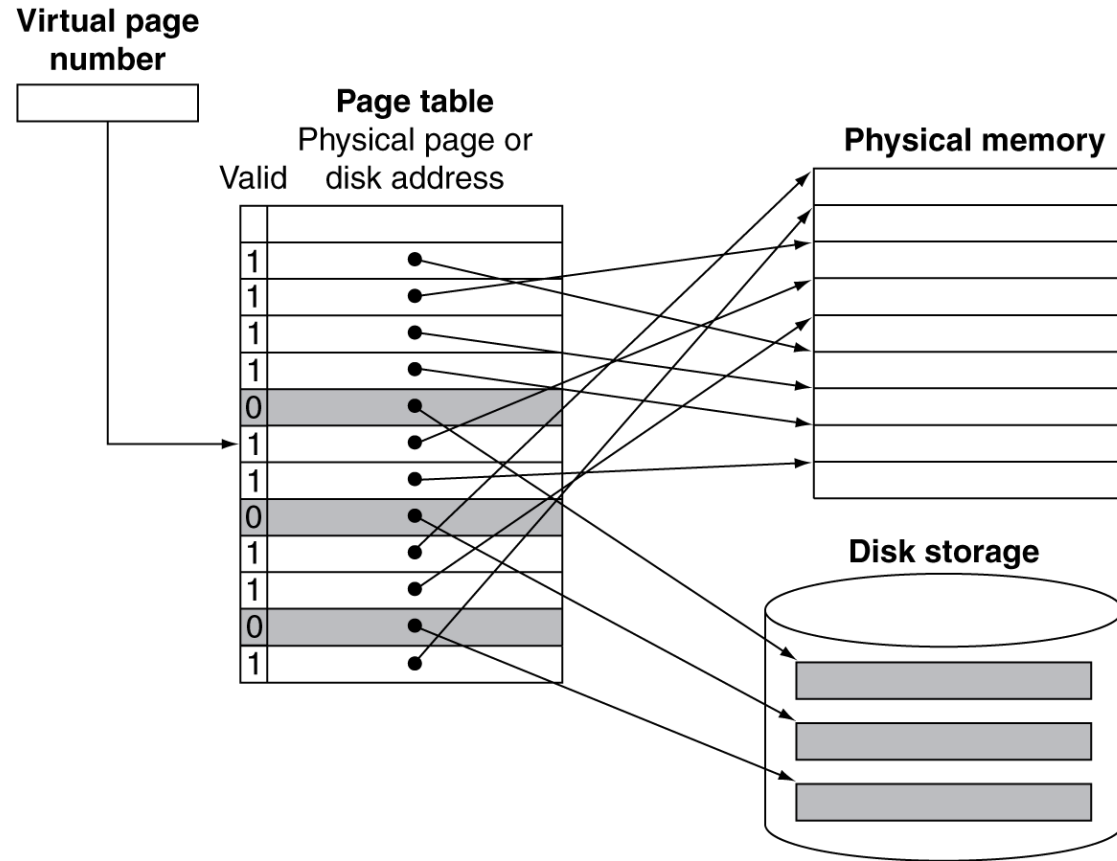 Virtual page
number
Page table
Physical page or
Valid disk address
Physical memory
1
1
1
1
0
1
1
0
1
1
0
1
Disk storage